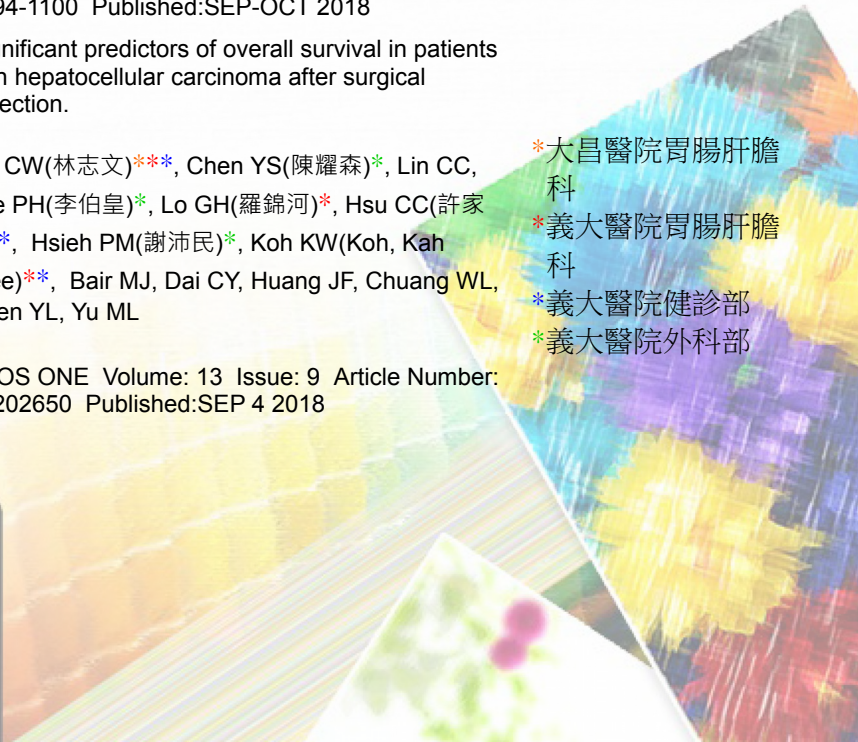 94-1100 Published:SEP-OCT 2018
nificant predictors of overall survival in patients
hepatocellular carcinoma after surgical
ection.
CW(林志文)***, Chen YS(陳耀森)*, Lin CC,
PH(李伯皇)*, Lo GH(羅錦河)*, Hsu CC(許家
*, Hsieh PM(謝沛民)*, Koh KW(Koh, Kah
e)**, Bair MJ, Dai CY, Huang JF, Chuang WL,
en YL, Yu ML
OS ONE Volume: 13 Issue: 9 Article Number:
202650 Published:SEP 4 2018
*大昌醫院胃腸肝膽
科
*義大醫院胃腸肝膽
科
*義大醫院健診部
*義大醫院外科部